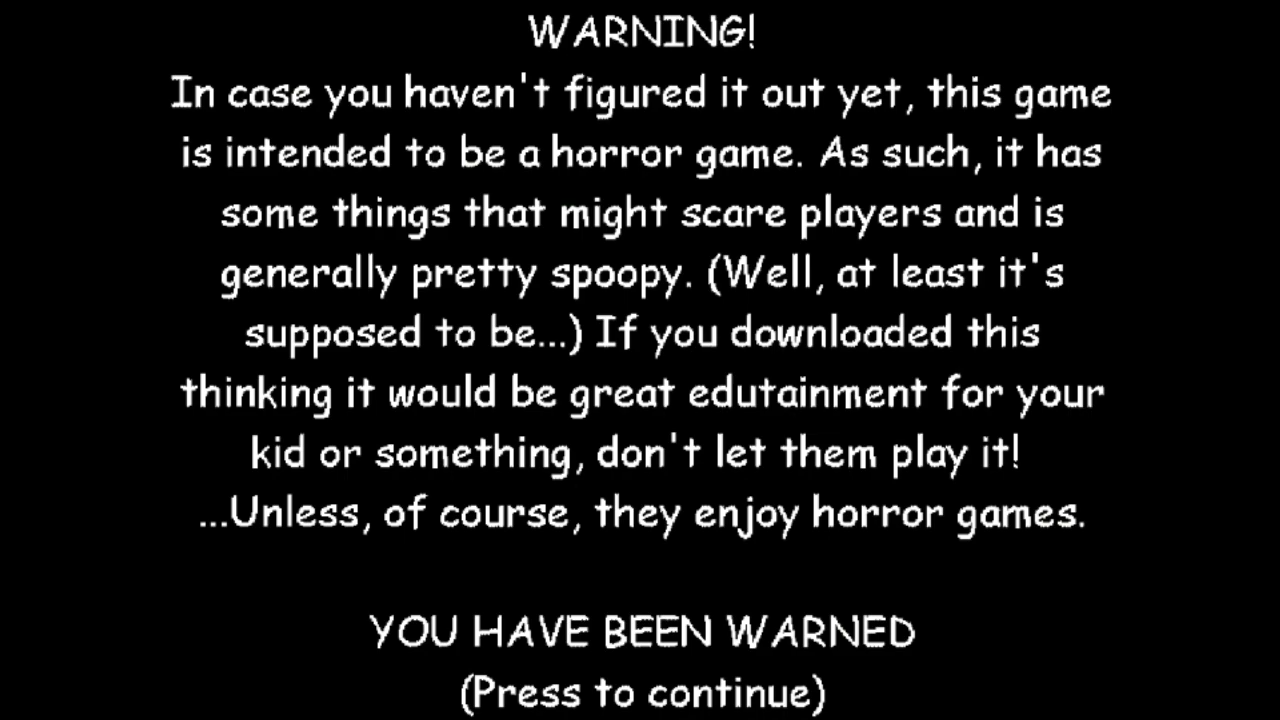 WARNING!
In case you haven't figured it out yet, this game
is intended to be a horror game. As such, it has
some things that might scare players and is
generally pretty spoopy. (Well, at least it's
supposed to be...) If you downloaded this
thinking it would be great edutainment for your
kid or something, don't let them play it!
...Unless, of course, they enjoy horror games.
YOU HAVE BEEN WARNED
(Press to continue)